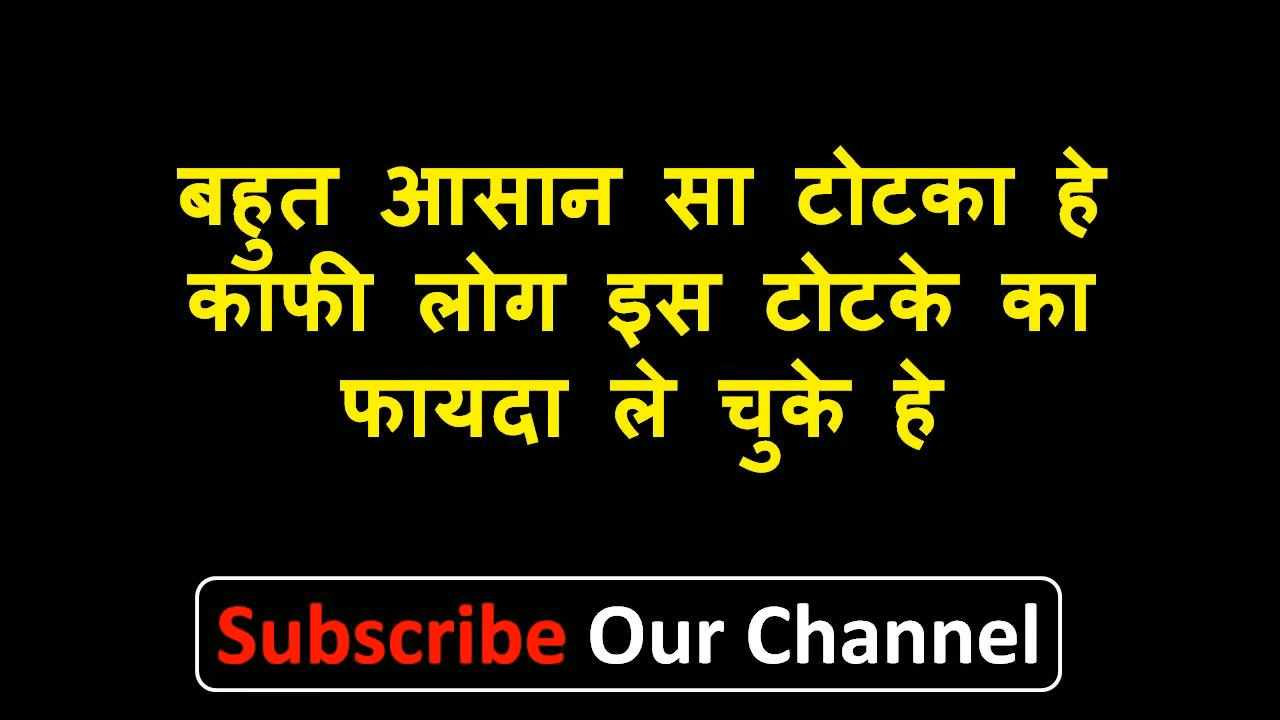 बहुत आसान सा टोटका हे
काफी लोग इस टोटके का
फायदा ले चुके हे
Subscribe Our Channel